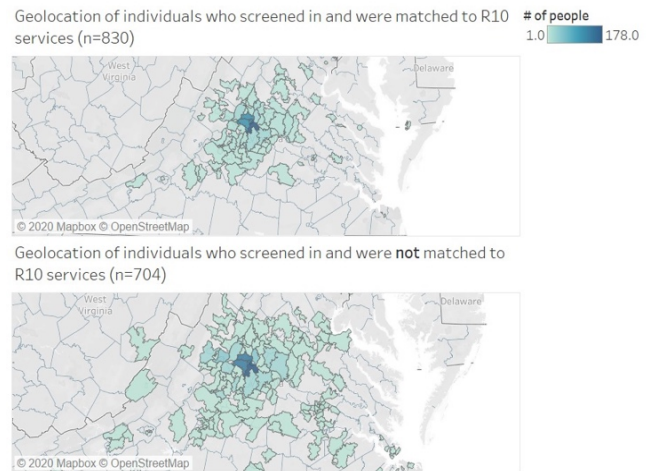 Geolocation of individuals who screened in and were matched to R10
services (n=830)
# of people
1.0 178.0
West
Virginia
Delaware
© 2020 Mapbox © OpenStreetMap
Geolocation of individuals who screened in and were not matched to
R10 services (n=704)
West
Virginia
Delaware
© 2020 Mapbox © OpenStreetMap